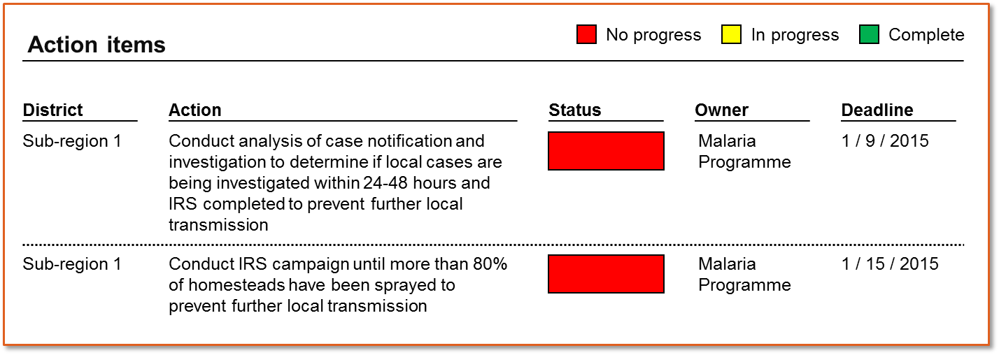 Action items
No progress
In progress
Complete
District
Action
Status
Owner
Deadline
Sub-region 1
Conduct analysis of case notification and
investigation to determine if local cases are
being investigated within 24-48 hours and
IRS completed to prevent further local
transmission
Malaria
Programme
1 / 9 / 2015
Sub-region 1
Conduct IRS campaign until more than 80%
of homesteads have been sprayed to
prevent further local transmission
Malaria
Programme
1 / 15 / 2015